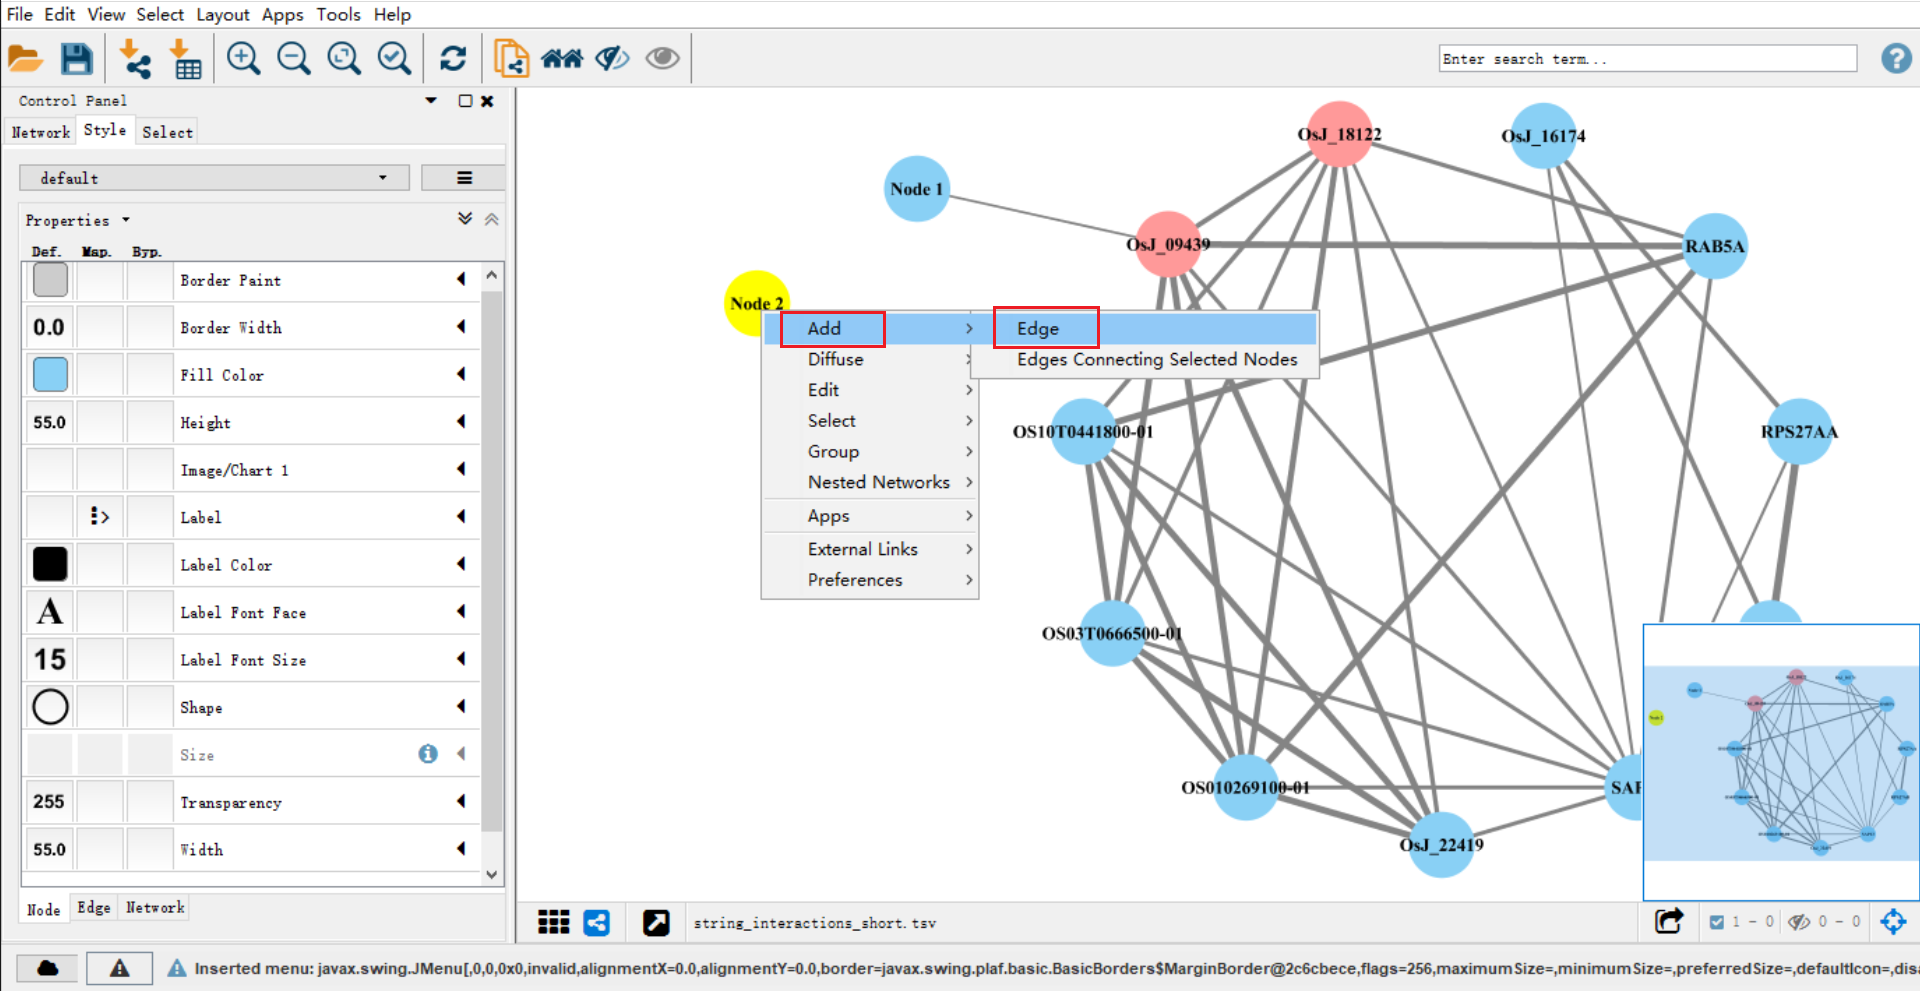 File Edit View Select Layout Apps Tools Help
Enter search term...
Control Panel
Network Style Select
default
Properties
Def. Map. Byp.
Border Paint
0.0 Border Width
Fill Color
55.0 Height
Image/Chart 1
Label
Label Color
A Label Font Face
15 Label Font Size
Shape
Size
255 Transparency
55.0 Width
Node Edge Network
OsJ_18122
OsJ_16174
Node 1
OsJ_09439
RAB5A
Node 2
Add
Diffuse
Edit
Select
Group
Nested Networks
Apps
External Links
Preferences
Edge
Edges Connecting Selected Nodes
OS10T0441800-01
RPS27AA
OS03T0666500-01
OS010269100-01
SAR
OsJ_22419
string_interactions_short.tsv
1 - 0
0 - 0
Inserted menu: javax.swing.JMenu[,0,0,0x0,invalid,alignmentX=0.0,alignmentY=0.0,border=javax.swing.plaf.basic.BasicBorders$MarginBorder@2c6cbece,flags=256,maximumSize=,minimumSize=,preferredSize=,defaultIcon=,disa